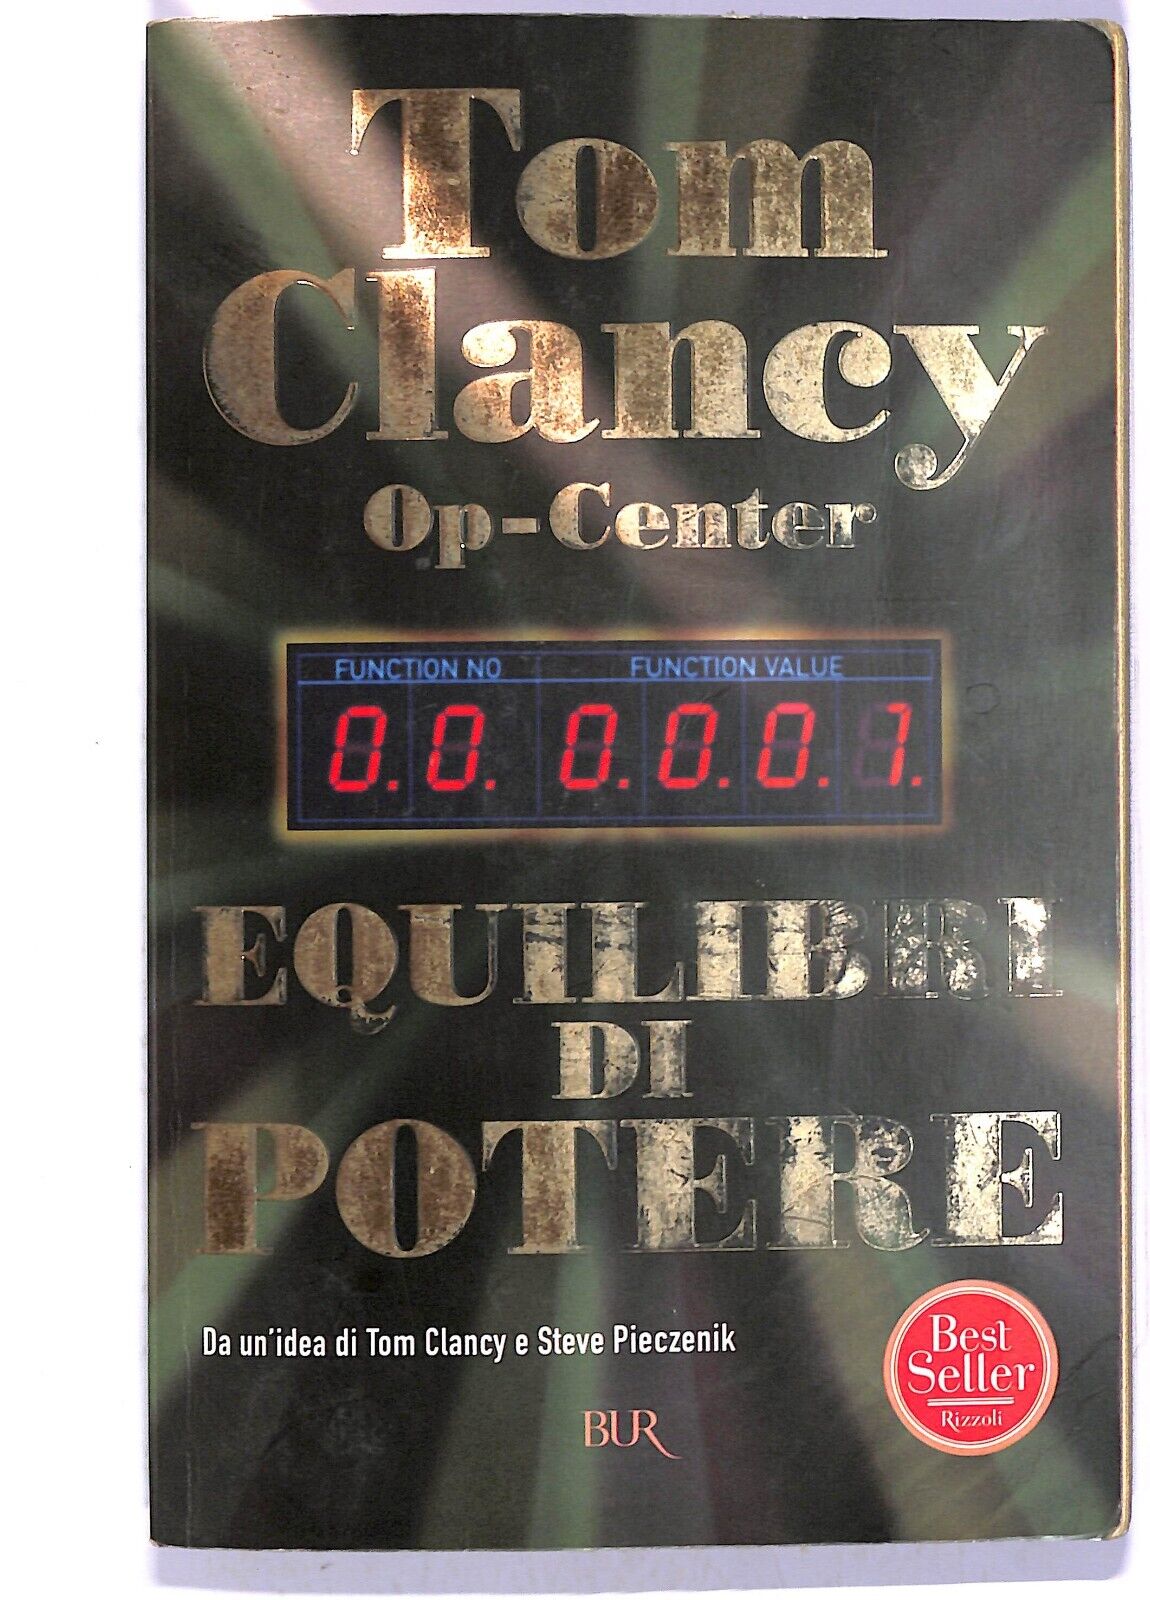 Tom
Clancy
Op-Center
FUNCTION NO FUNCTION VALUE
0.0. 0.0.0.1.
EQUILIBRI
DI
POTERE
Da un'idea di Tom Clancy e Steve Pieczenik
Best
Seller
Rizzoli
BUR